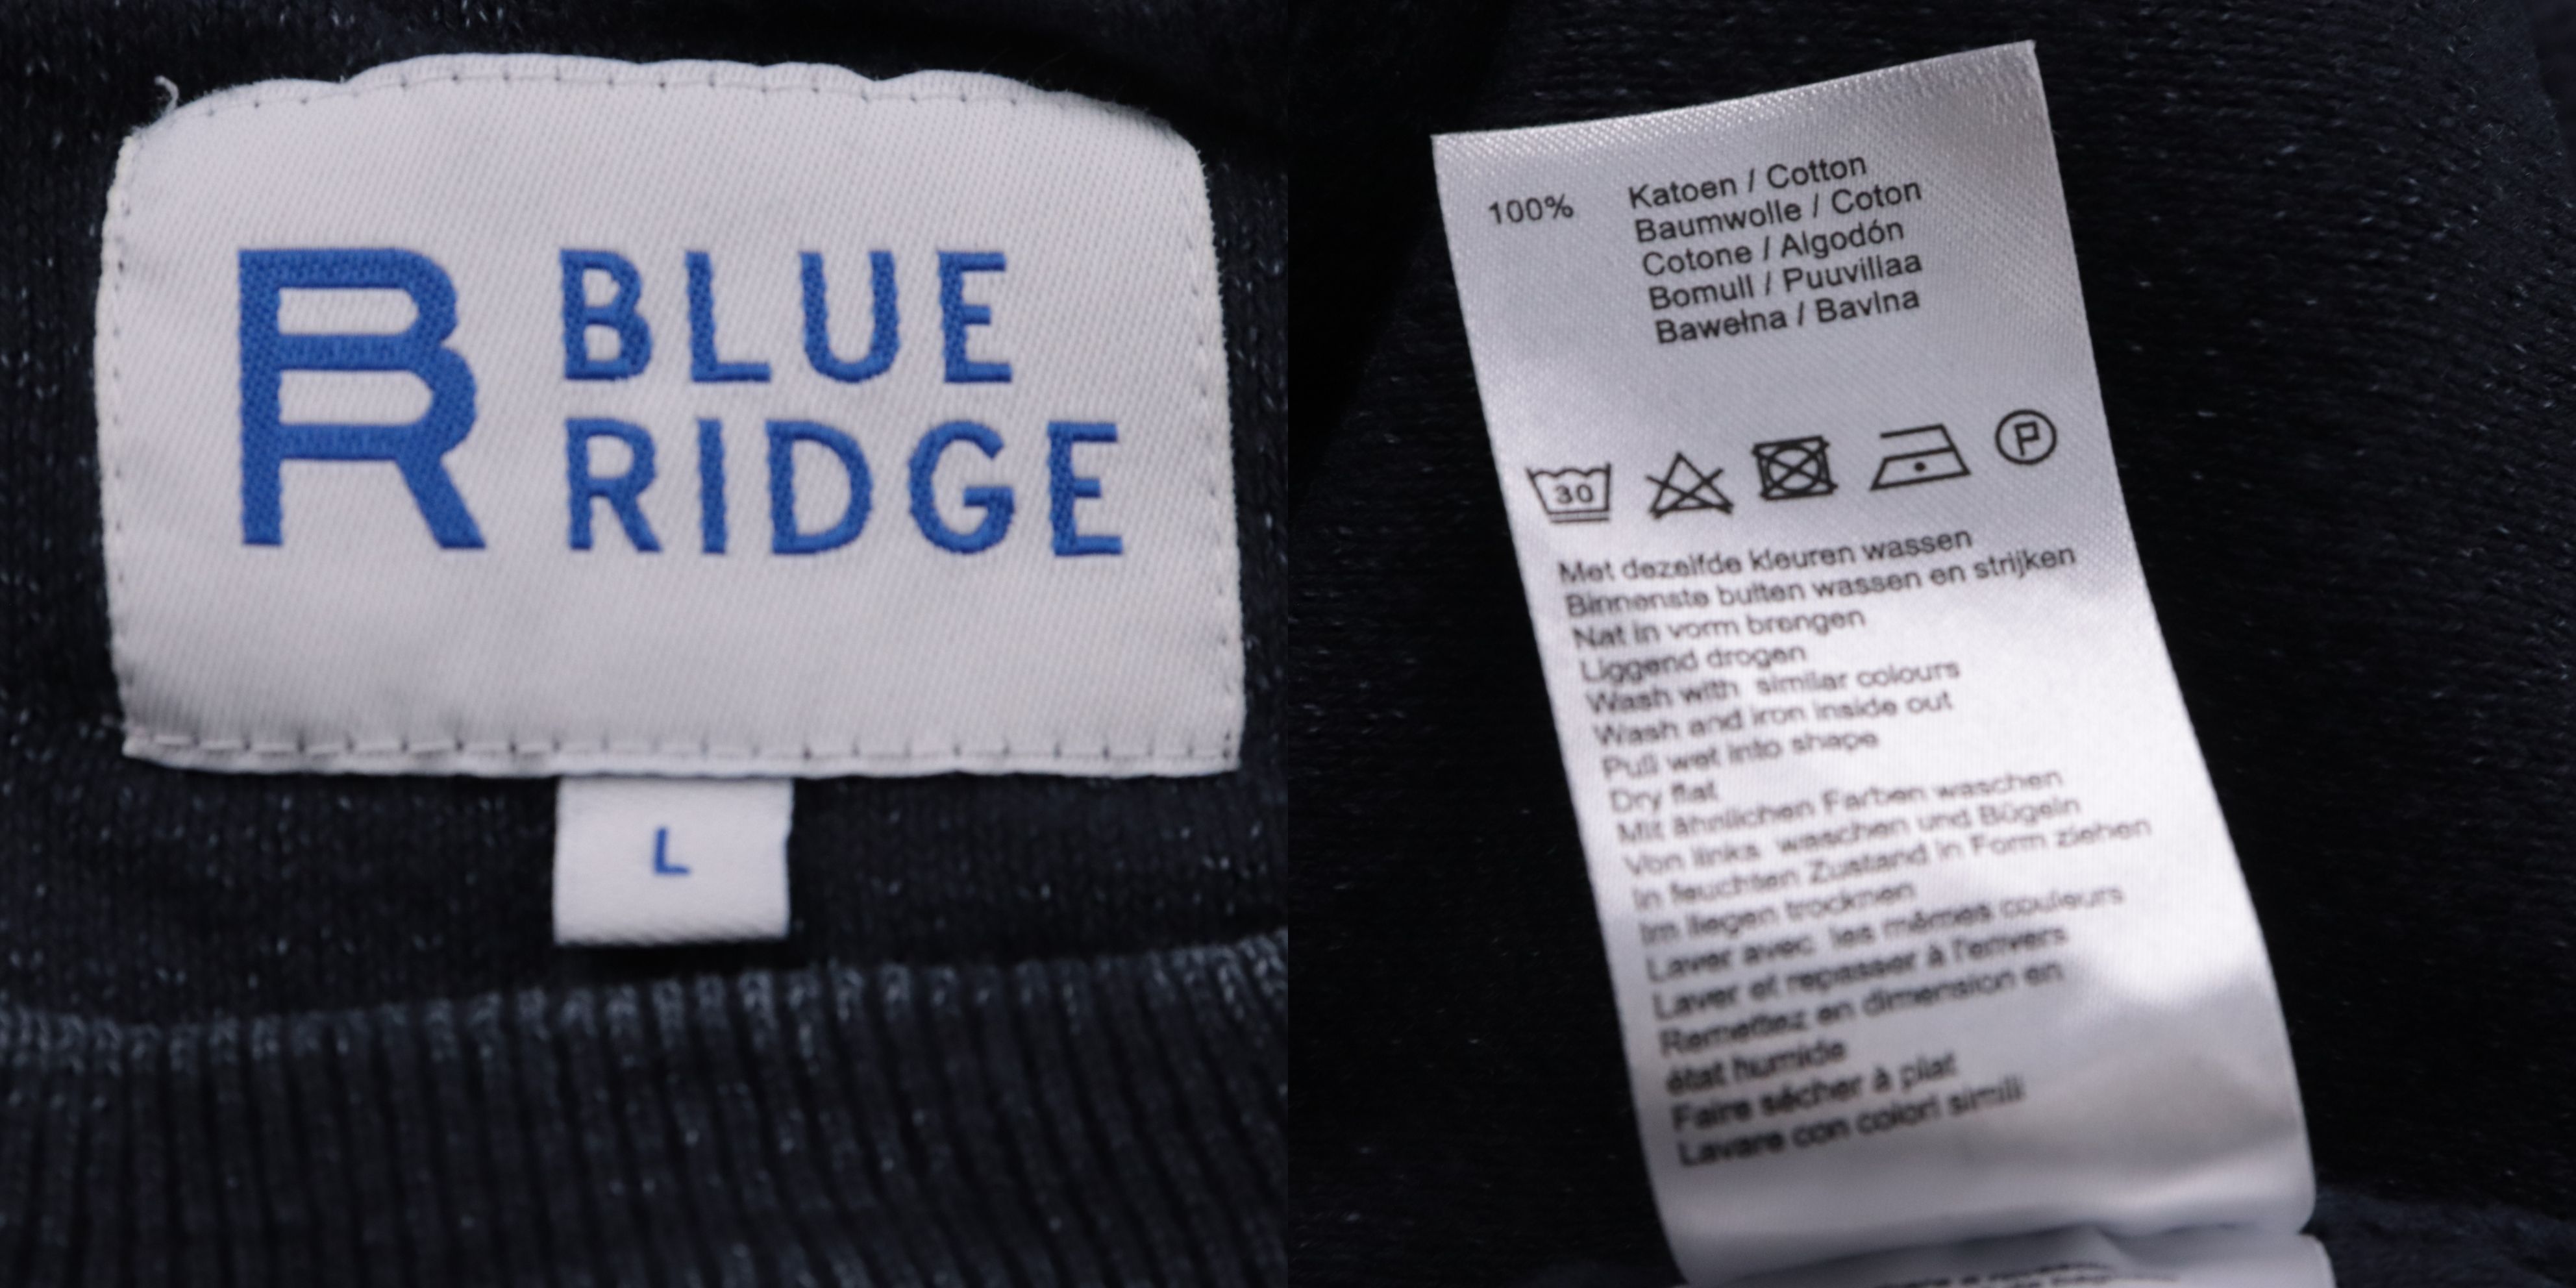 BLUE
RIDGE
L
100%
Katoen / Cotton
Baumwolle / Coton
Cotone / Algodón
Bomull / Puuvillaa
Bawełna / Bavlna
30
P
Met dezelfde kleuren wassen
Binnenste buiten wassen en strijken
Nat in vorm brengen
Liggend drogen
Wash with similar colours
Wash and iron inside out
Pull wet into shape
Dry flat
Mit ähnlichen Farben waschen
Von links waschen und Bügeln
In feuchten Zustand in Form ziehen
Im liegen trocknen
Laver avec les mêmes couleurs
Laver et repasser à l'envers
Remettez en dimension en
état humide
Faire sécher à plat
Lavare con colori simili